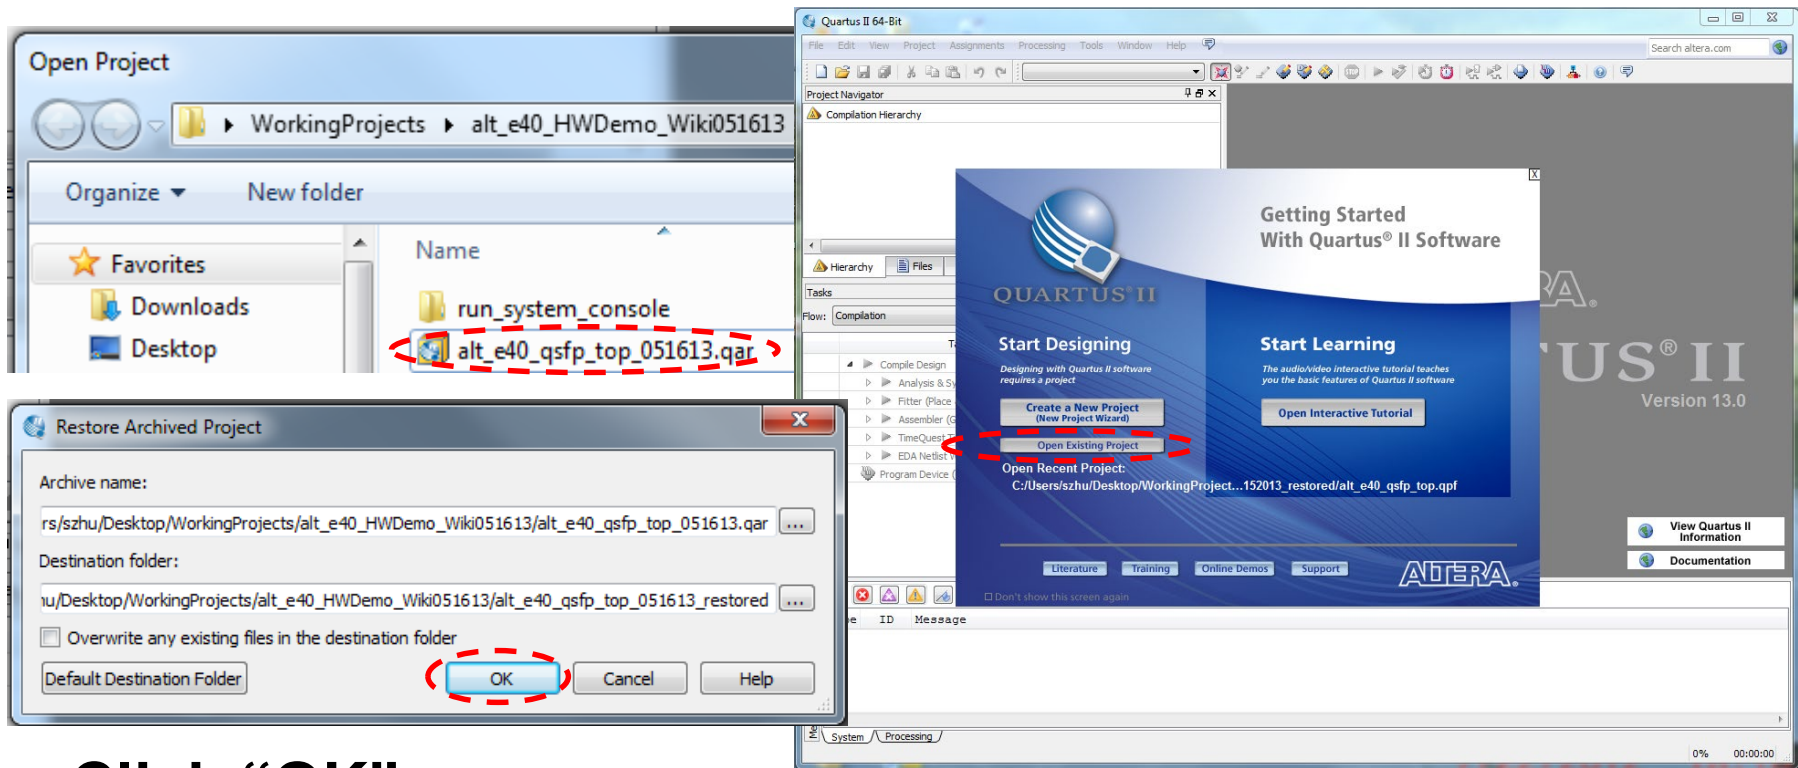 Open Project
WorkingProjects ▸ alt_e40_HWDemo_Wiki051613
Organize
New folder
Favorites
Downloads
Desktop
Name
run_system_console
alt_e40_qsfp_top_051613.qar
Restore Archived Project
Archive name:
rs/szhu/Desktop/WorkingProjects/alt_e40_HWDemo_Wiki051613/alt_e40_qsfp_top_051613.qar
...
Destination folder:
hu/Desktop/WorkingProjects/alt_e40_HWDemo_Wiki051613/alt_e40_qsfp_top_051613_restored
...
Overwrite any existing files in the destination folder
Default Destination Folder
OK
Cancel
Help
Quartus II 64-Bit
File Edit View Project Assignments Processing Tools Window Help
Search altera.com
Project Navigator
Compilation Hierarchy
Hierarchy
Files
Tasks
Flow: Compilation
Compile Design
Analysis & Sy
Fitter (Place
Assembler (G
TimeQuest T
EDA Netlist W
Program Device (
Getting Started
With Quartus® II Software
QUARTUS® II
Start Designing
Designing with Quartus II software
requires a project
Create a New Project
(New Project Wizard)
Open Existing Project
Open Recent Project:
C:/Users/szhu/Desktop/WorkingProject...152013_restored/alt_e40_qsfp_top.qpf
Start Learning
The audio/video interactive tutorial teaches
you the basic features of Quartus II software
Open Interactive Tutorial
Literature
Training
Online Demos
Support
ALTERA®
Don't show this screen again
RA®
TUS® II
Version 13.0
View Quartus II
Information
Documentation
ID Message
System
Processing
0% 00:00:00
Click "OK"